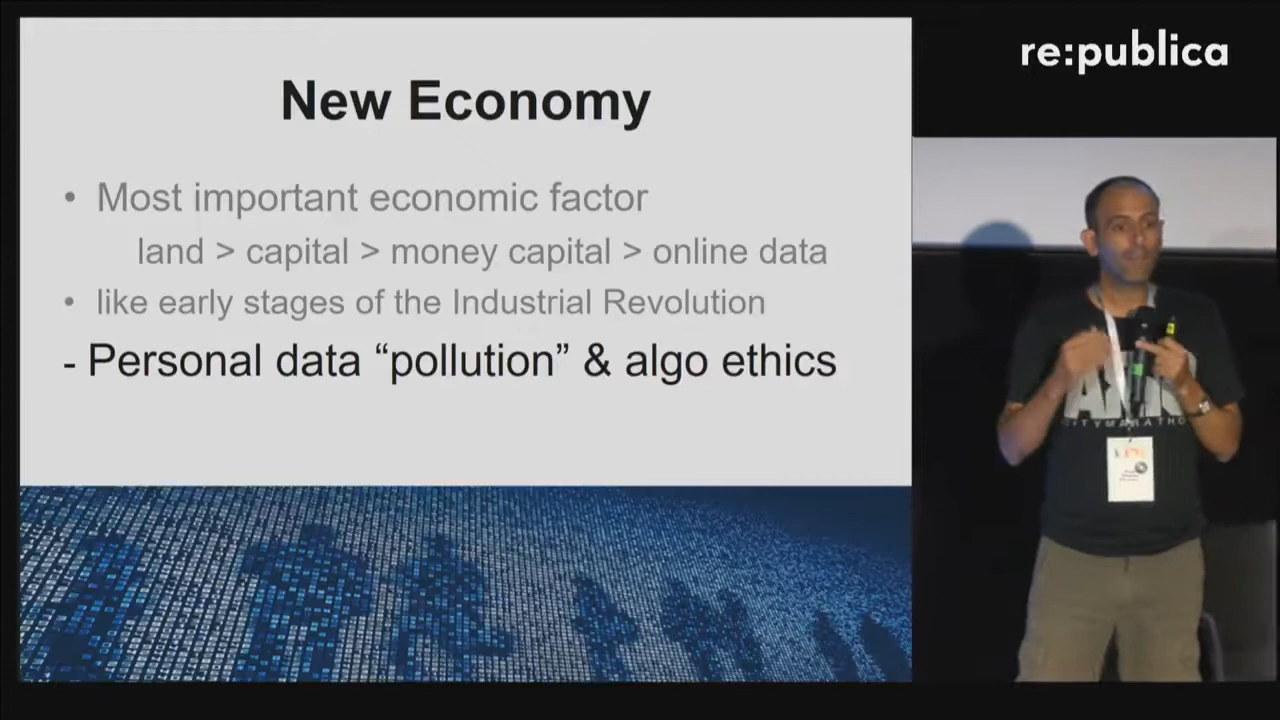 re:publica
New Economy
• Most important economic factor
land > capital > money capital > online data
• like early stages of the Industrial Revolution
- Personal data “pollution” & algo ethics
CITYMARATHO